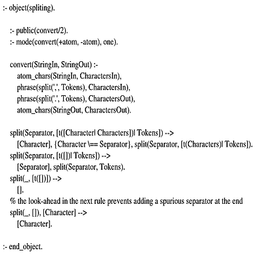 :- object(spliting).
:- public(convert/2).
:- mode(convert(+atom, -atom), one).
convert(StringIn, StringOut) :-
atom_chars(StringIn, CharactersIn),
phrase(split(',', Tokens), CharactersIn),
phrase(split('.', Tokens), CharactersOut),
atom_chars(StringOut, CharactersOut).
split(Separator, [t([Character| Characters])| Tokens]) -->
[Character], {Character \== Separator}, split(Separator, [t(Characters)| Tokens]).
split(Separator, [t([])| Tokens]) -->
[Separator], split(Separator, Tokens).
split(_, [t([])]) -->
[].
% the look-ahead in the next rule prevents adding a spurious separator at the end
split(_, []), [Character] -->
[Character].
:- end_object.